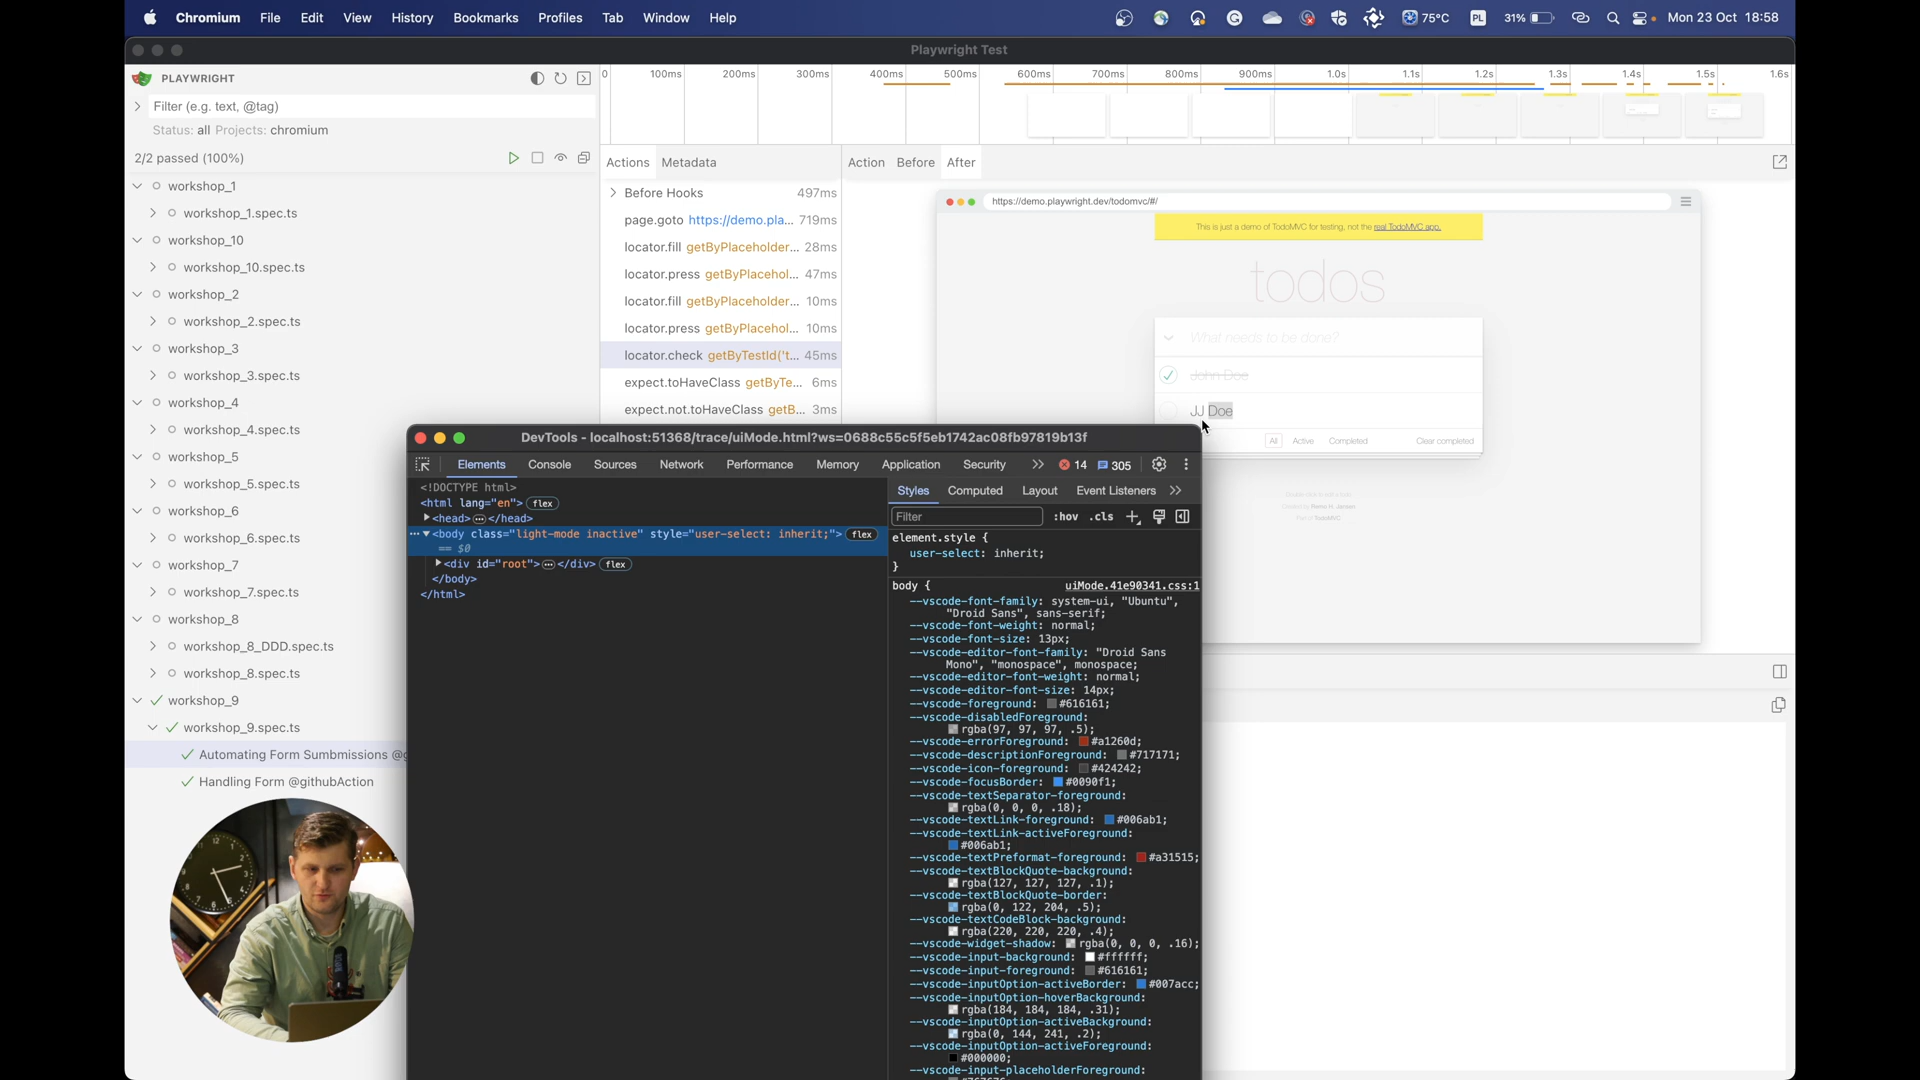 Chromium File Edit View History Bookmarks Profiles Tab Window Help
75°C PL 31% Mon 23 Oct 18:58
Playwright Test
PLAYWRIGHT
Filter (e.g. text, @tag)
Status: all Projects: chromium
2/2 passed (100%)
workshop_1
workshop_1.spec.ts
workshop_10
workshop_10.spec.ts
workshop_2
workshop_2.spec.ts
workshop_3
workshop_3.spec.ts
workshop_4
workshop_4.spec.ts
workshop_5
workshop_5.spec.ts
workshop_6
workshop_6.spec.ts
workshop_7
workshop_7.spec.ts
workshop_8
workshop_8_DDD.spec.ts
workshop_8.spec.ts
workshop_9
workshop_9.spec.ts
Automating Form Sumbmissions @g
Handling Form @githubAction
0 100ms 200ms 300ms 400ms 500ms 600ms 700ms 800ms 900ms 1.0s 1.1s 1.2s 1.3s 1.4s 1.5s 1.6s
Actions Metadata
Before Hooks 497ms
page.goto https://demo.pla... 719ms
locator.fill getByPlaceholder... 28ms
locator.press getByPlacehol... 47ms
locator.fill getByPlaceholder... 10ms
locator.press getByPlacehol... 10ms
locator.check getByTestId('t... 45ms
expect.toHaveClass getByTe... 6ms
expect.not.toHaveClass getB... 3ms
Action Before After
https://demo.playwright.dev/todomvc/#/
This is just a demo of TodoMVC for testing, not the real TodoMVC app.
todos
What needs to be done?
John Doe
JJ Doe
All Active Completed Clear completed
Double-click to edit a todo
Created by Remo H. Jansen
Part of TodoMVC
DevTools - localhost:51368/trace/uiMode.html?ws=0688c55c5f5eb1742ac08fb97819b13f
Elements Console Sources Network Performance Memory Application Security 14 305
<!DOCTYPE html>
<html lang="en"> flex
<head>…</head>
<body class="light-mode inactive" style="user-select: inherit;"> flex
== $0
<div id="root">…</div> flex
</body>
</html>
Styles Computed Layout Event Listeners
Filter :hov .cls
element.style {
user-select: inherit;
}
body { uiMode.41e90341.css:1
--vscode-font-family: system-ui, "Ubuntu",
"Droid Sans", sans-serif;
--vscode-font-weight: normal;
--vscode-font-size: 13px;
--vscode-editor-font-family: "Droid Sans
Mono", "monospace", monospace;
--vscode-editor-font-weight: normal;
--vscode-editor-font-size: 14px;
--vscode-foreground: #616161;
--vscode-disabledForeground:
rgba(97, 97, 97, .5);
--vscode-errorForeground: #a1260d;
--vscode-descriptionForeground: #717171;
--vscode-icon-foreground: #424242;
--vscode-focusBorder: #0090f1;
--vscode-textSeparator-foreground:
rgba(0, 0, 0, .18);
--vscode-textLink-foreground: #006ab1;
--vscode-textLink-activeForeground:
#006ab1;
--vscode-textPreformat-foreground: #a31515;
--vscode-textBlockQuote-background:
rgba(127, 127, 127, .1);
--vscode-textBlockQuote-border:
rgba(0, 122, 204, .5);
--vscode-textCodeBlock-background:
rgba(220, 220, 220, .4);
--vscode-widget-shadow: rgba(0, 0, 0, .16);
--vscode-input-background: #ffffff;
--vscode-input-foreground: #616161;
--vscode-inputOption-activeBorder: #007acc;
--vscode-inputOption-hoverBackground:
rgba(184, 184, 184, .31);
--vscode-inputOption-activeBackground:
rgba(0, 144, 241, .2);
--vscode-inputOption-activeForeground:
#000000;
--vscode-input-placeholderForeground: